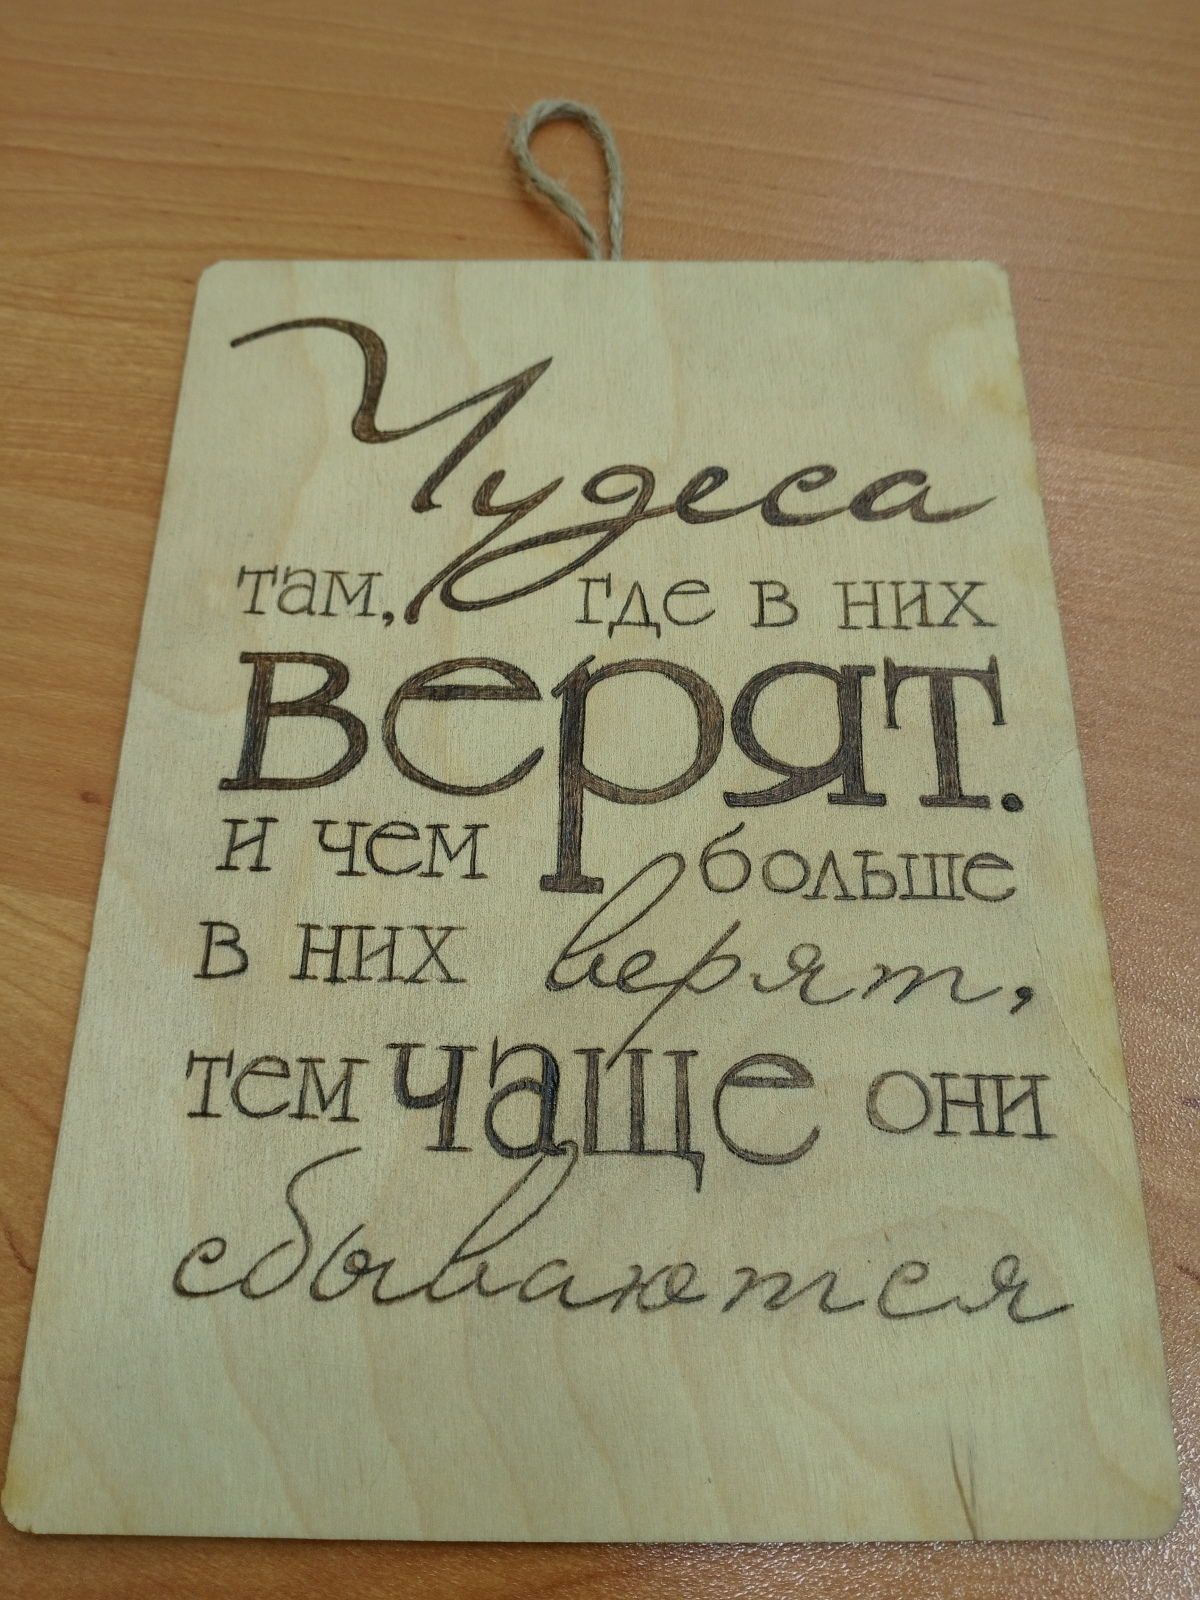 Чудеса
там, где в них
верят.
и чем больше
в них верят,
тем чаще они
сбываются